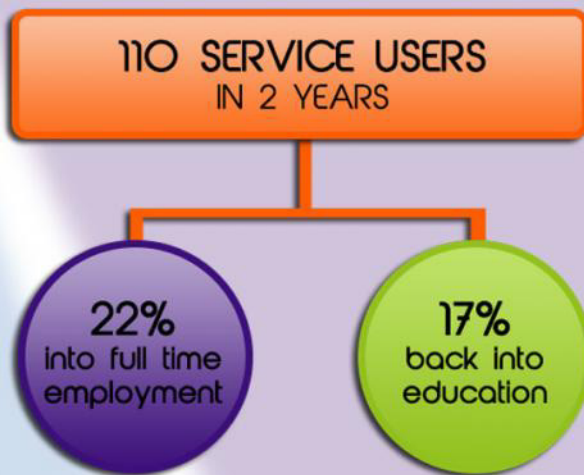 110 SERVICE USERS
IN 2 YEARS
22%
into full time
employment
17%
back into
education